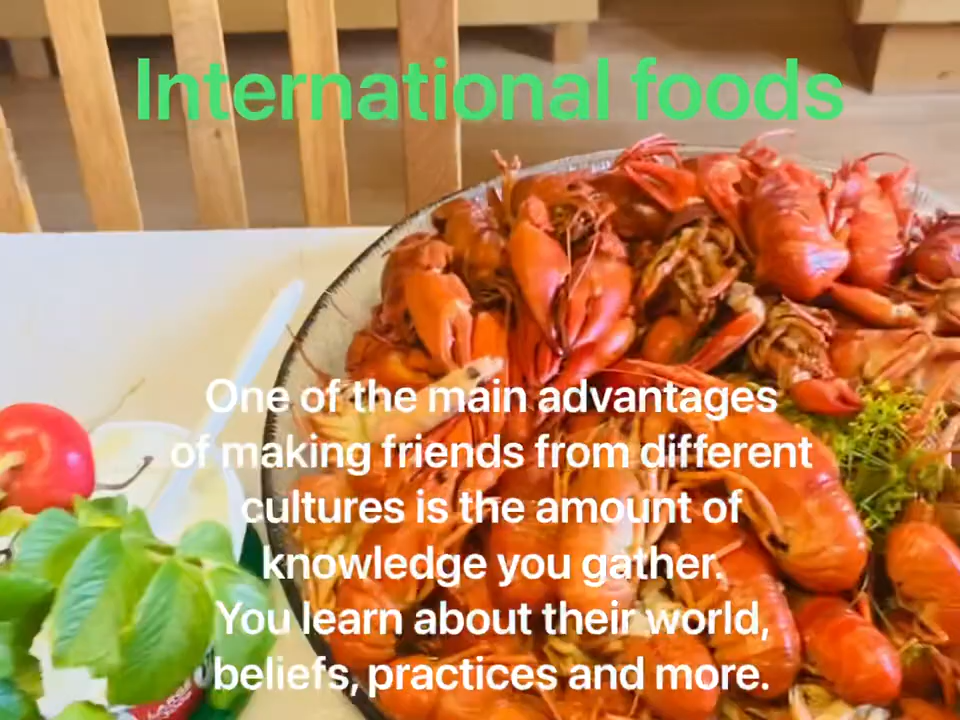 International foods
One of the main advantages
of making friends from different
cultures is the amount of
knowledge you gather.
You learn about their world,
beliefs, practices and more.